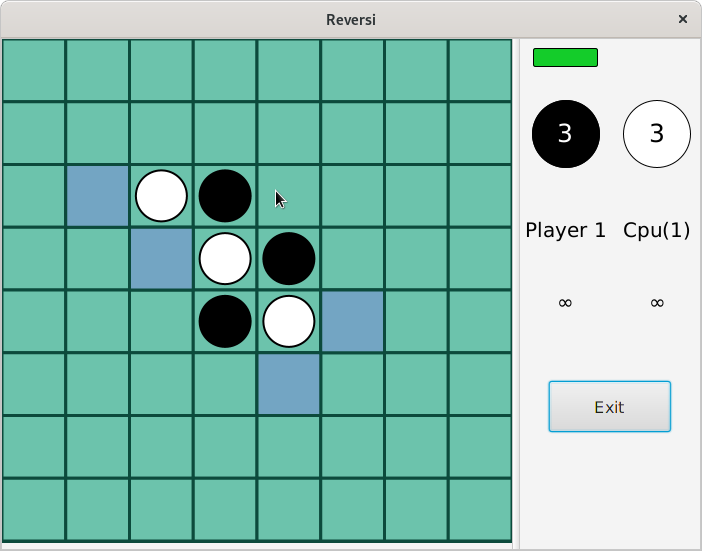 Reversi ×
3 3
Player 1 Cpu(1)
∞ ∞
Exit